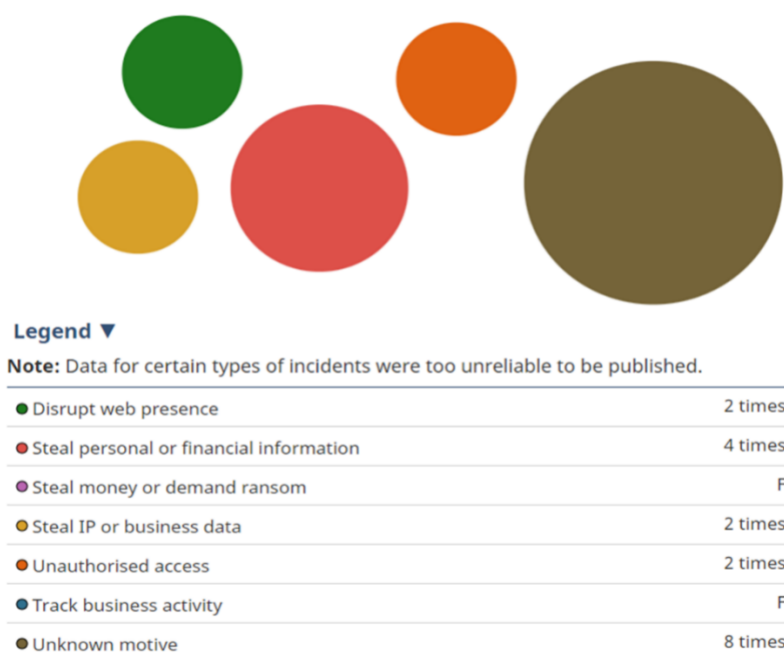 Legend ▼
Note: Data for certain types of incidents were too unreliable to be published.
Disrupt web presence 2 times
Steal personal or financial information 4 times
Steal money or demand ransom F
Steal IP or business data 2 times
Unauthorised access 2 times
Track business activity F
Unknown motive 8 times